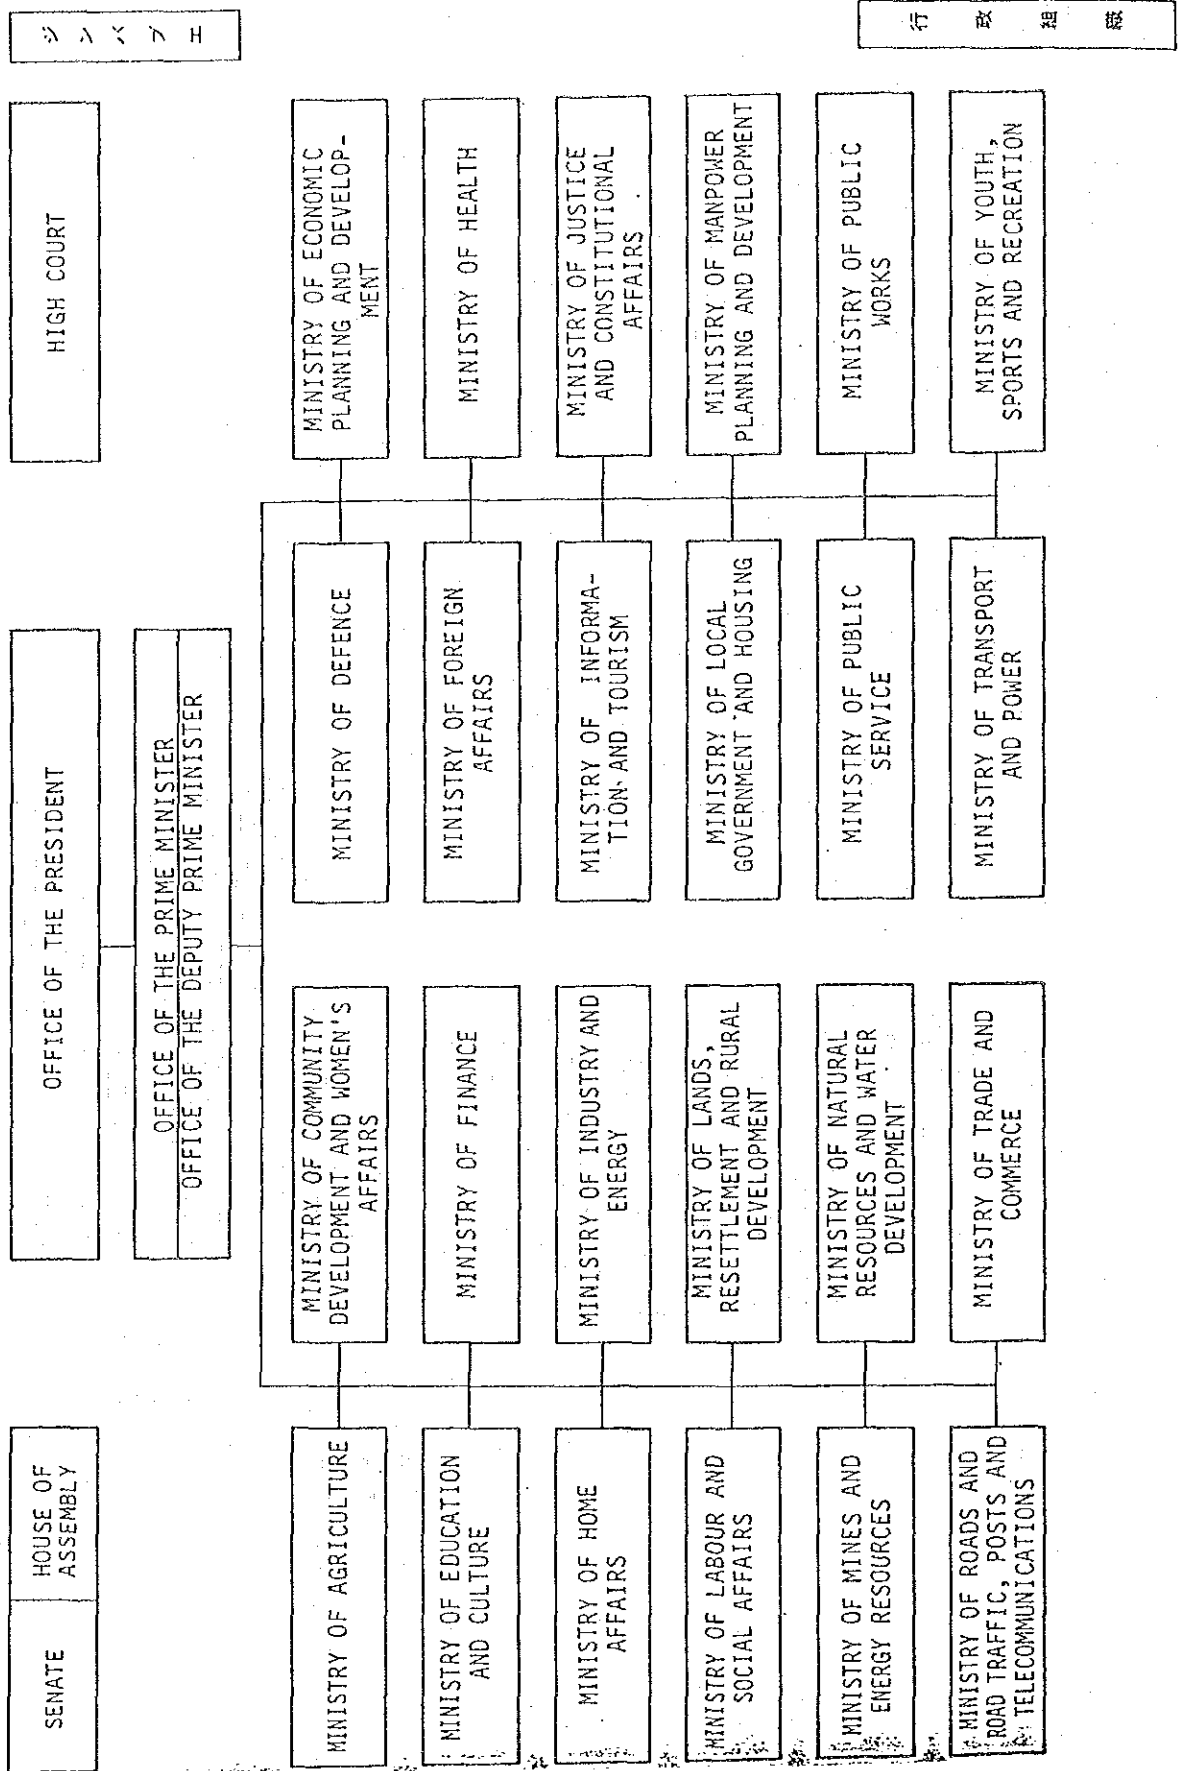 ジンバブエ
行政組織
SENATE
HOUSE OF
ASSEMBLY
OFFICE OF THE PRESIDENT
HIGH COURT
OFFICE OF THE PRIME MINISTER
OFFICE OF THE DEPUTY PRIME MINISTER
MINISTRY OF AGRICULTURE
MINISTRY OF COMMUNITY
DEVELOPMENT AND WOMEN'S
AFFAIRS
MINISTRY OF DEFENCE
MINISTRY OF ECONOMIC
PLANNING AND DEVELOP-
MENT
MINISTRY OF EDUCATION
AND CULTURE
MINISTRY OF FINANCE
MINISTRY OF FOREIGN
AFFAIRS
MINISTRY OF HEALTH
MINISTRY OF HOME
AFFAIRS
MINISTRY OF INDUSTRY AND
ENERGY
MINISTRY OF INFORMA-
TION AND TOURISM
MINISTRY OF JUSTICE
AND CONSTITUTIONAL
AFFAIRS
MINISTRY OF LABOUR AND
SOCIAL AFFAIRS
MINISTRY OF LANDS,
RESETTLEMENT AND RURAL
DEVELOPMENT
MINISTRY OF LOCAL
GOVERNMENT AND HOUSING
MINISTRY OF MANPOWER
PLANNING AND DEVELOPMENT
MINISTRY OF MINES AND
ENERGY RESOURCES
MINISTRY OF NATURAL
RESOURCES AND WATER
DEVELOPMENT
MINISTRY OF PUBLIC
SERVICE
MINISTRY OF PUBLIC
WORKS
MINISTRY OF ROADS AND
ROAD TRAFFIC, POSTS AND
TELECOMMUNICATIONS
MINISTRY OF TRADE AND
COMMERCE
MINISTRY OF TRANSPORT
AND POWER
MINISTRY OF YOUTH,
SPORTS AND RECREATION